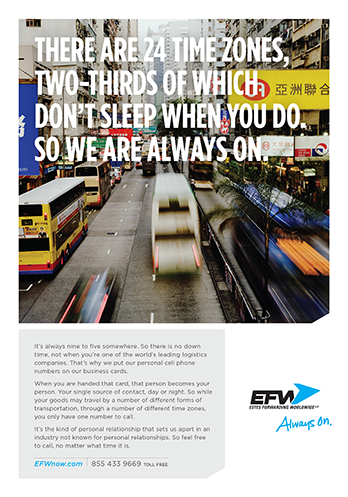 THERE ARE 24 TIME ZONES,
TWO-THIRDS OF WHICH
DON'T SLEEP WHEN YOU DO.
SO WE ARE ALWAYS ON.
亞洲聯合
It's always nine to five somewhere. So there is no down
time, not when you're one of the world's leading logistics
companies. That's why we put our personal cell phone
numbers on our business cards.
When you are handed that card, that person becomes your
person. Your single source of contact, day or night. So while
your goods may travel by a number of different forms of
transportation, through a number of different time zones,
you only have one number to call.
It's the kind of personal relationship that sets us apart in an
industry not known for personal relationships. So feel free
to call, no matter what time it is.
EFWnow.com | 855 433 9669 TOLL FREE
EFW
ESTES FORWARDING WORLDWIDE
Always On.